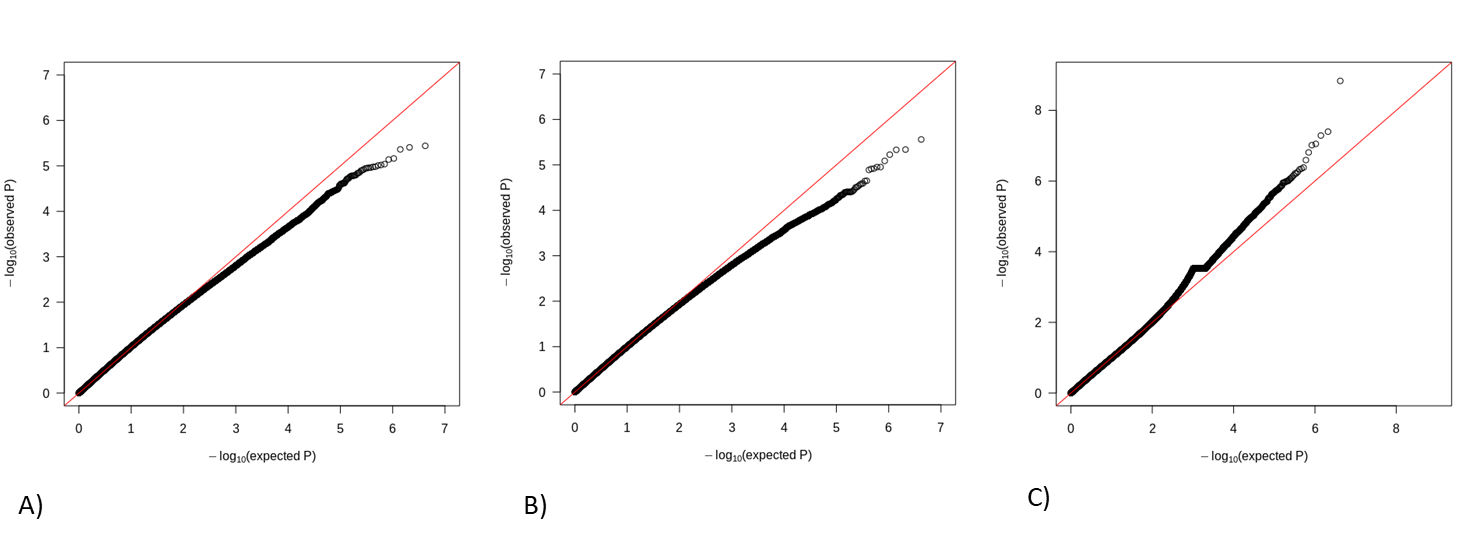 7
6
5
4
3
2
1
0
– log10(observed P)
0 1 2 3 4 5 6 7
– log10(expected P)
A)
7
6
5
4
3
2
1
0
– log10(observed P)
0 1 2 3 4 5 6 7
– log10(expected P)
B)
8
6
4
2
0
– log10(observed P)
0 2 4 6 8
– log10(expected P)
C)